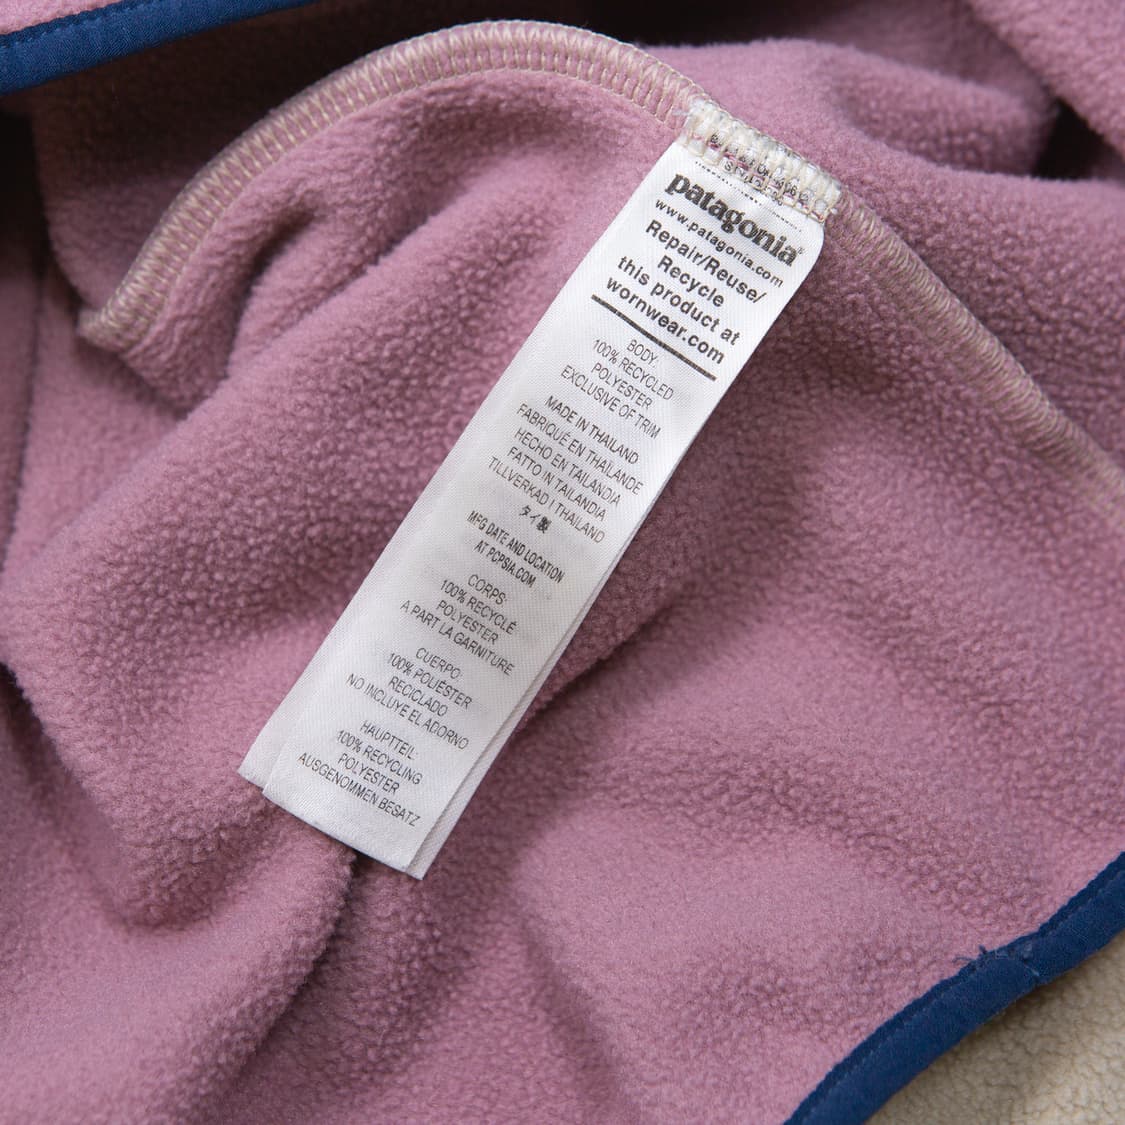 patagonia®
www.patagonia.com
Repair/Reuse/
Recycle
this product at
wornwear.com
BODY:
100% RECYCLED
POLYESTER
EXCLUSIVE OF TRIM
MADE IN THAILAND
FABRIQUÉ EN THAÏLANDE
HECHO EN TAILANDIA
FATTO IN TAILANDIA
TILLVERKAD I THAILAND
タイ製
MFG DATE AND LOCATION
AT PCPSIA.COM
CORPS:
100% RECYCLÉ
POLYESTER
A PART LA GARNITURE
CUERPO:
100% POLIÉSTER
RECICLADO
NO INCLUYE EL ADORNO
HAUPTTEIL:
100% RECYCLING
POLYESTER
AUSGENOMMEN BESATZ